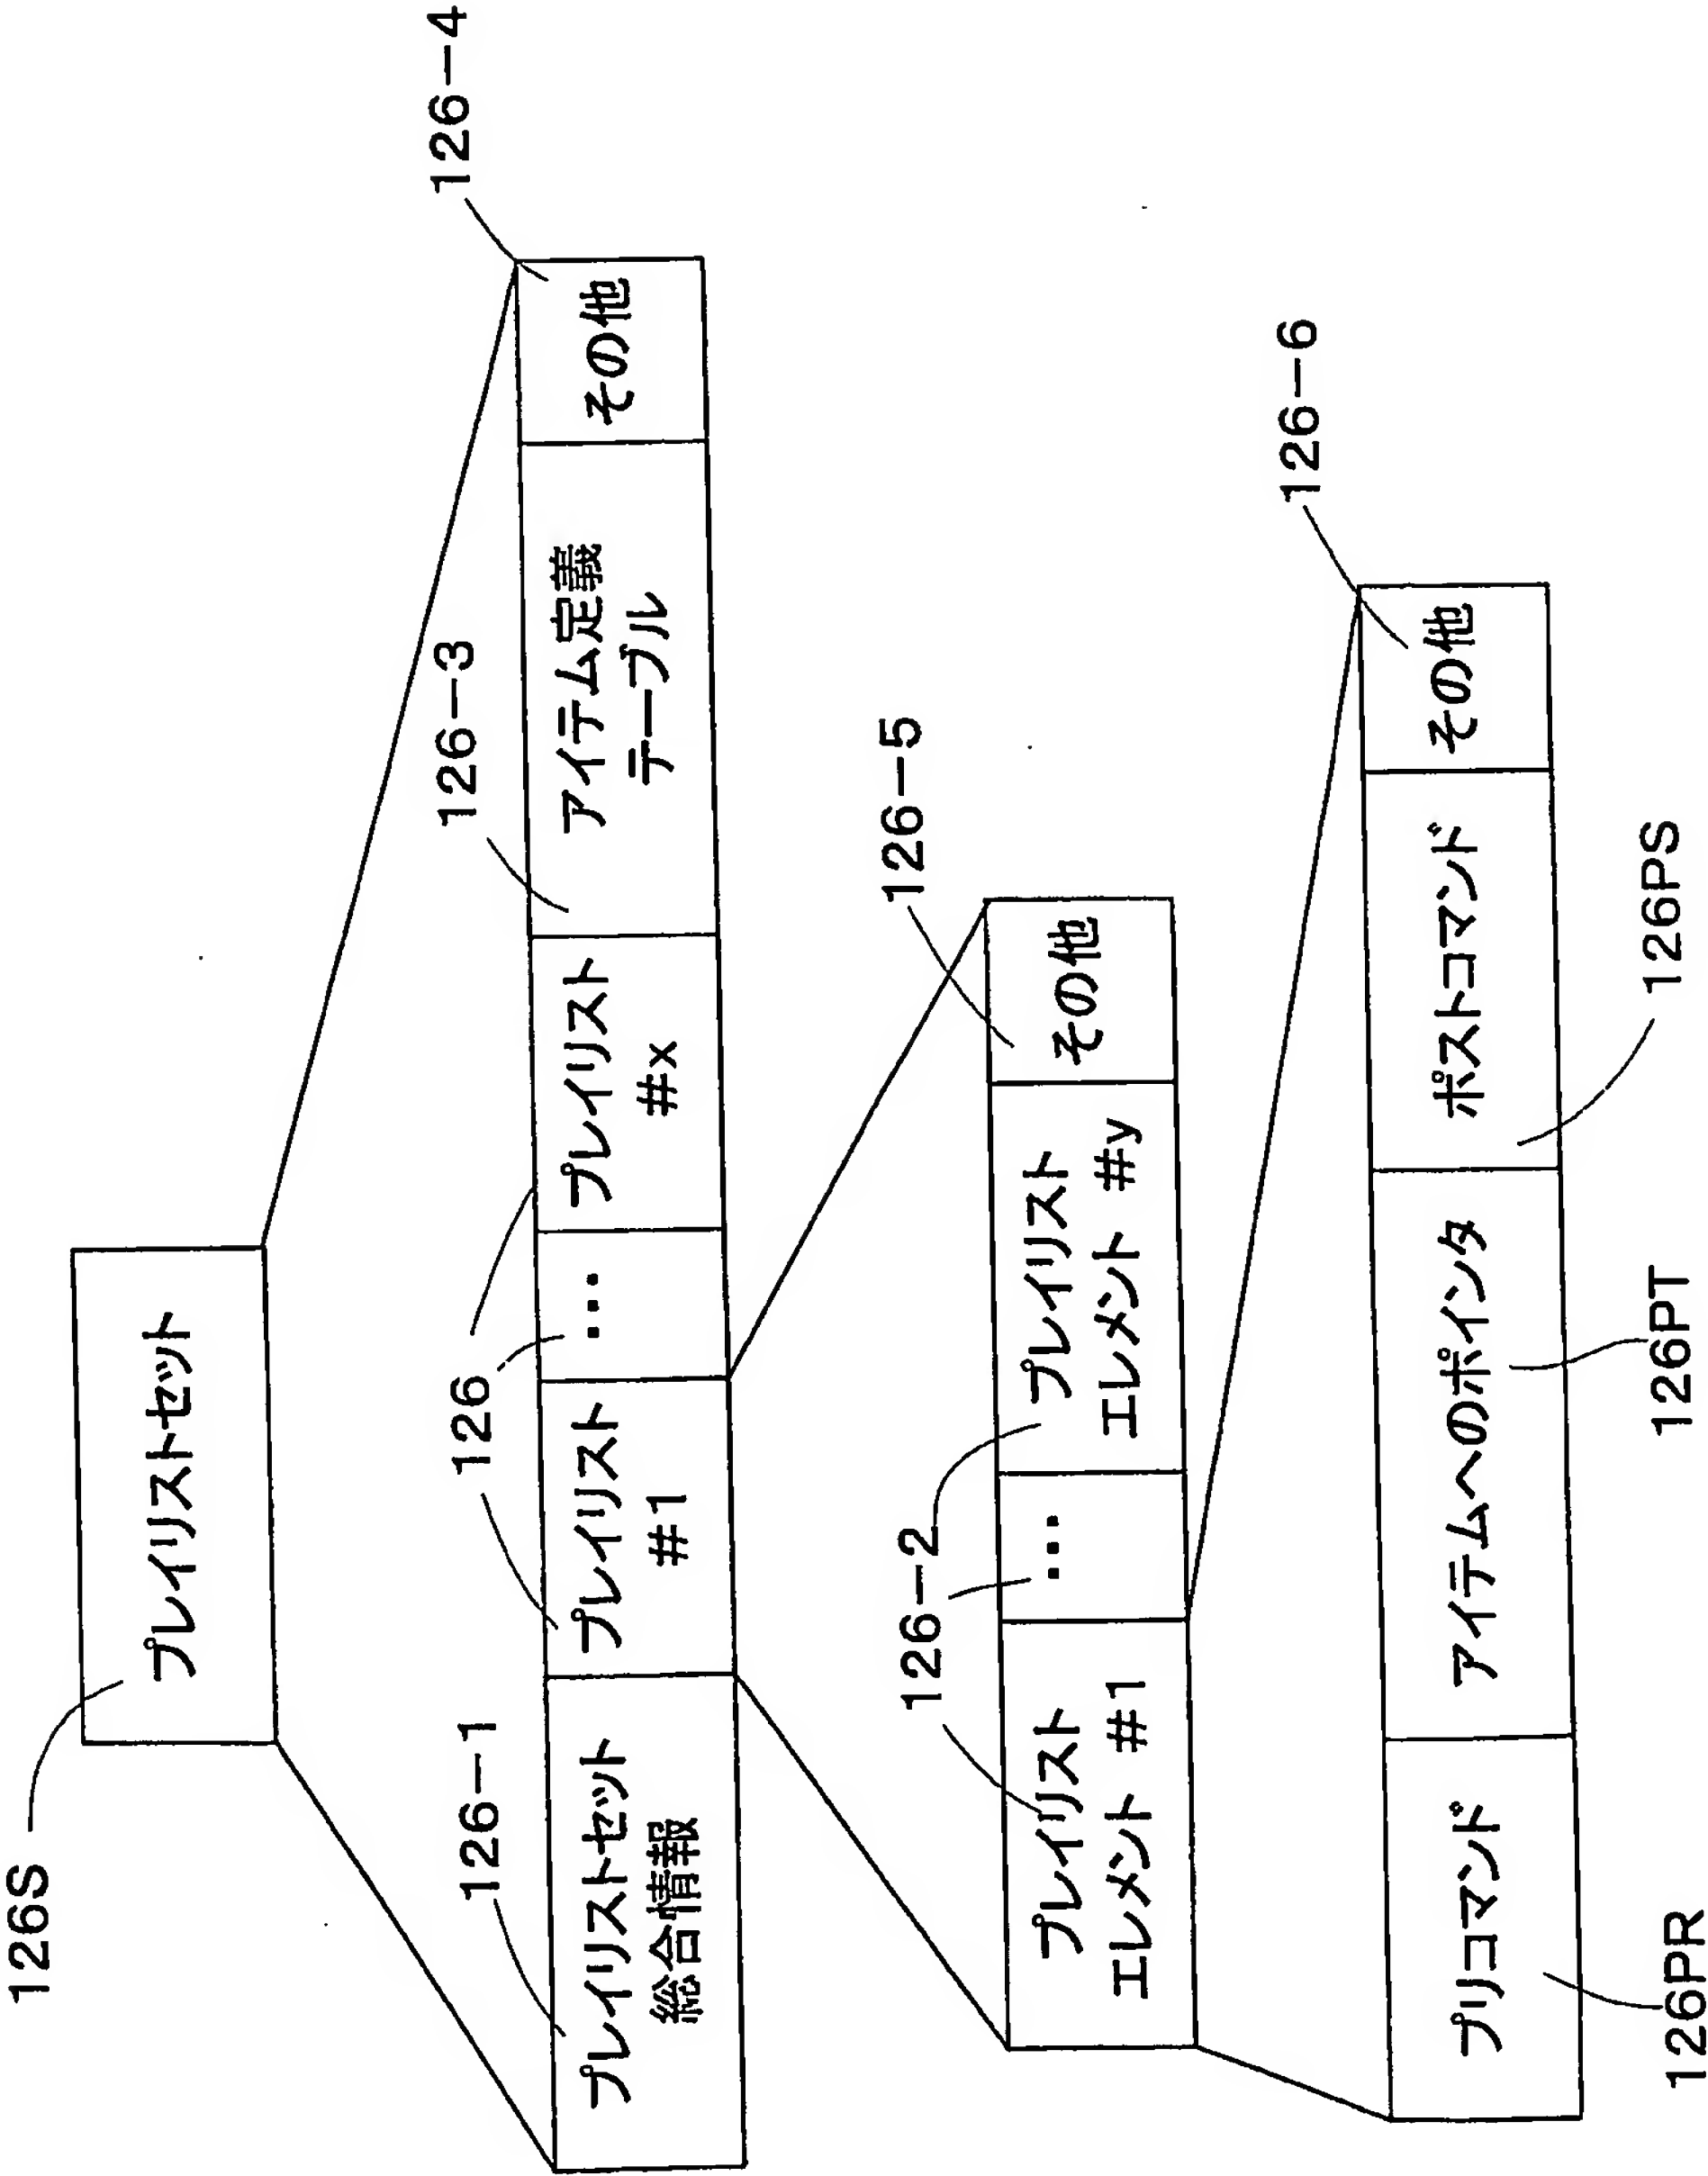 126S
プレイリストセット
126-1
126
126-3
126-4
プレイリストセット
総合情報
プレイリスト
#1
...
プレイリスト
#x
アイテム定義
テーブル
その他
126-2
126-5
プレイリスト
エレメント #1
...
プレイリスト
エレメント #y
その他
126-6
プリコマンド
アイテムへのポインタ
ポストコマンド
その他
126PR
126PT
126PS